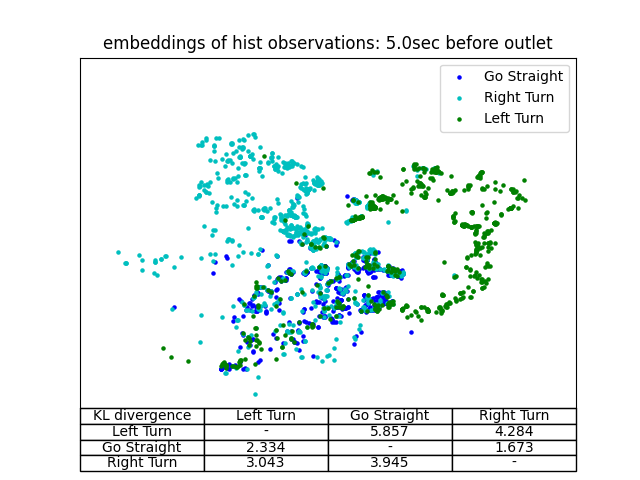 embeddings of hist observations: 5.0sec before outlet
Go Straight
Right Turn
Left Turn
KL divergence Left Turn Go Straight Right Turn
Left Turn - 5.857 4.284
Go Straight 2.334 - 1.673
Right Turn 3.043 3.945 -